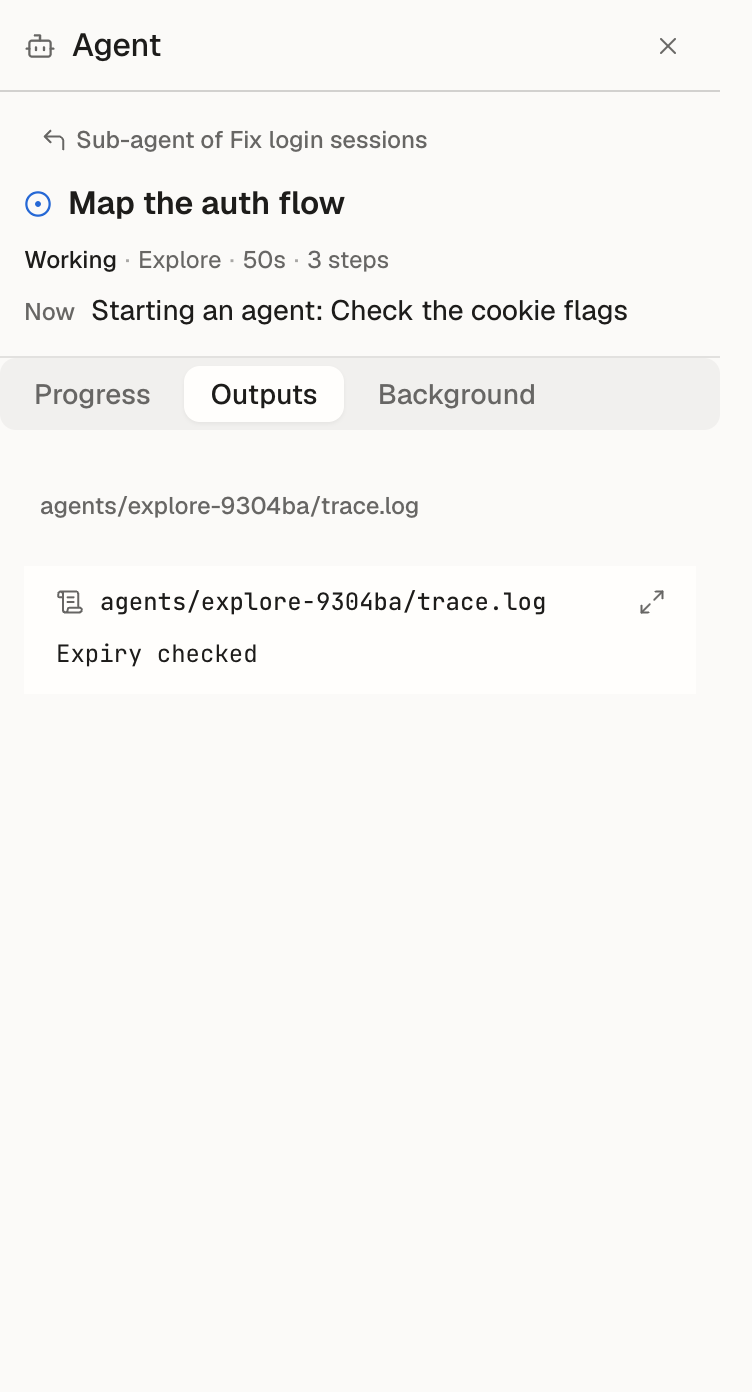 Agent
Sub-agent of Fix login sessions
Map the auth flow
Working · Explore · 50s · 3 steps
Now Starting an agent: Check the cookie flags
Progress Outputs Background
agents/explore-9304ba/trace.log
agents/explore-9304ba/trace.log
Expiry checked